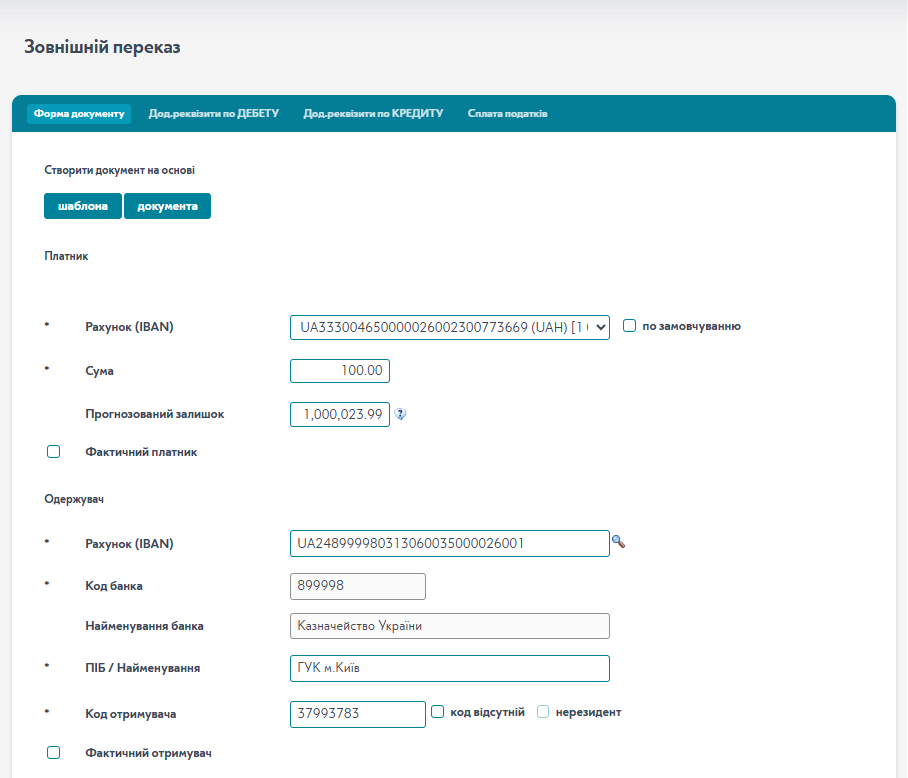 Зовнішній переказ
Форма документу Дод.реквізити по ДЕБЕТУ Дод.реквізити по КРЕДИТУ Сплата податків
Створити документ на основі
шаблона документа
Платник
* Рахунок (IBAN) UA333004650000026002300773669 (UAH) [1 по замовчуванню
* Сума 100.00
Прогнозований залишок 1,000,023.99
Фактичний платник
Одержувач
* Рахунок (IBAN) UA248999980313060035000026001
* Код банка 899998
Найменування банка Казначейство України
* ПІБ / Найменування ГУК м.Київ
* Код отримувача 37993783 код відсутній нерезидент
Фактичний отримувач